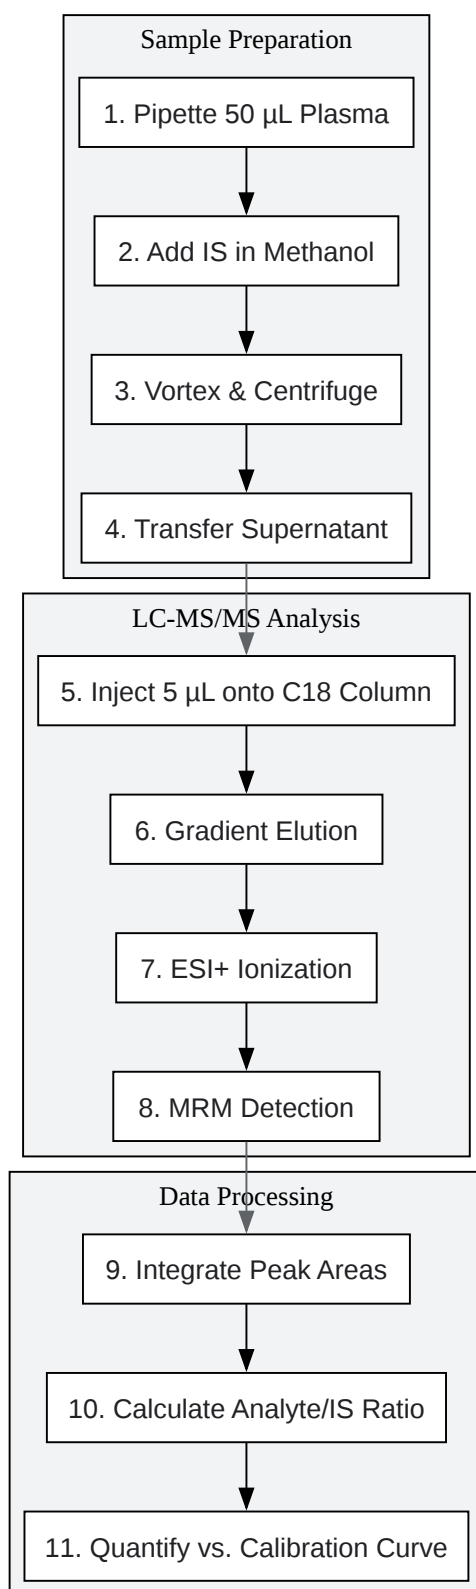 Sample Preparation
1. Pipette 50 µL Plasma
2. Add IS in Methanol
3. Vortex & Centrifuge
4. Transfer Supernatant
LC-MS/MS Analysis
5. Inject 5 µL onto C18 Column
6. Gradient Elution
7. ESI+ Ionization
8. MRM Detection
Data Processing
9. Integrate Peak Areas
10. Calculate Analyte/IS Ratio
11. Quantify vs. Calibration Curve